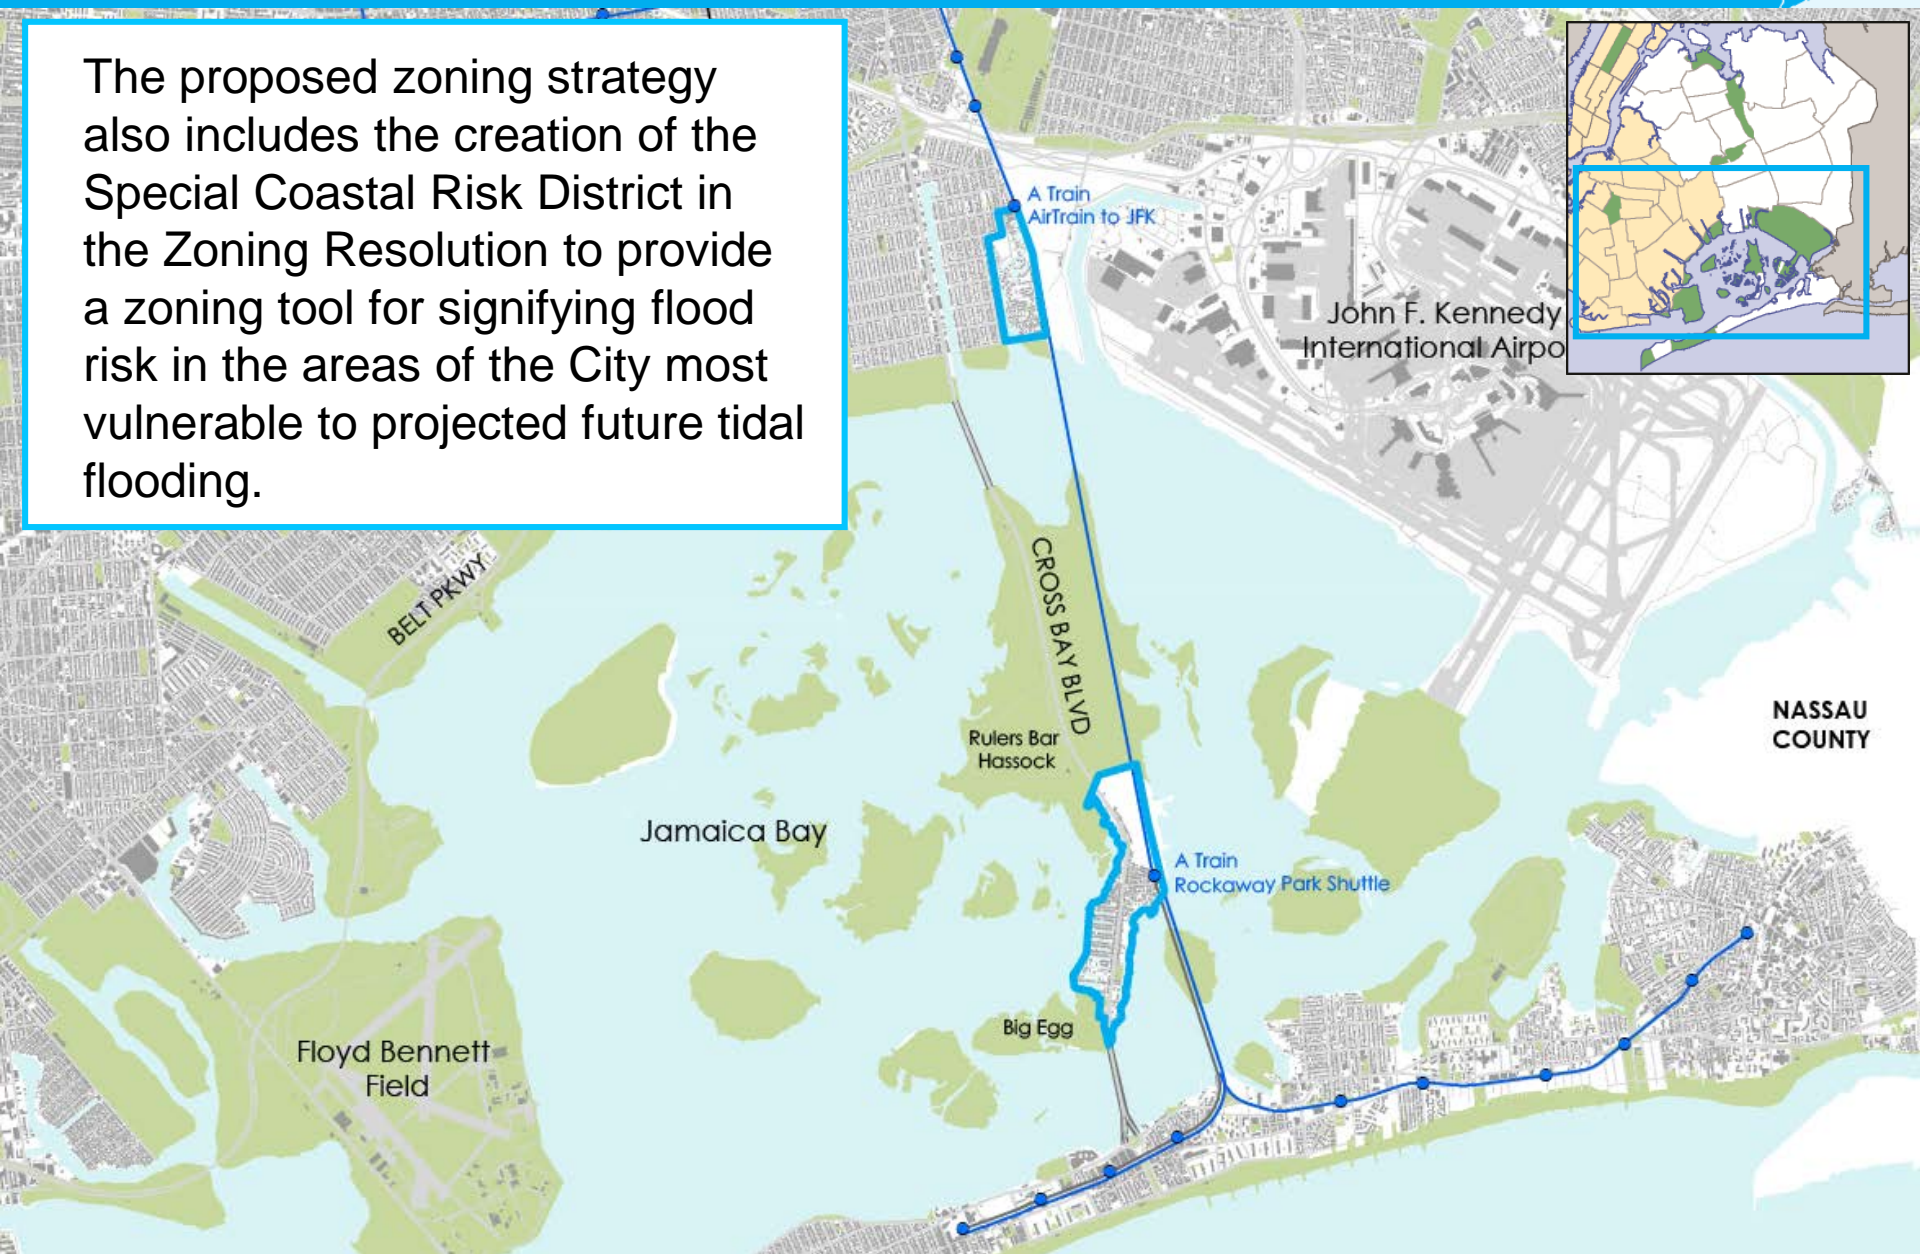 The proposed zoning strategy
also includes the creation of the
Special Coastal Risk District in
the Zoning Resolution to provide
a zoning tool for signifying flood
risk in the areas of the City most
vulnerable to projected future tidal
flooding.
A Train
AirTrain to JFK
John F. Kennedy
International Airpo
BELT PKWY
CROSS BAY BLVD
NASSAU
COUNTY
Rulers Bar
Hassock
Jamaica Bay
A Train
Rockaway Park Shuttle
Big Egg
Floyd Bennett
Field